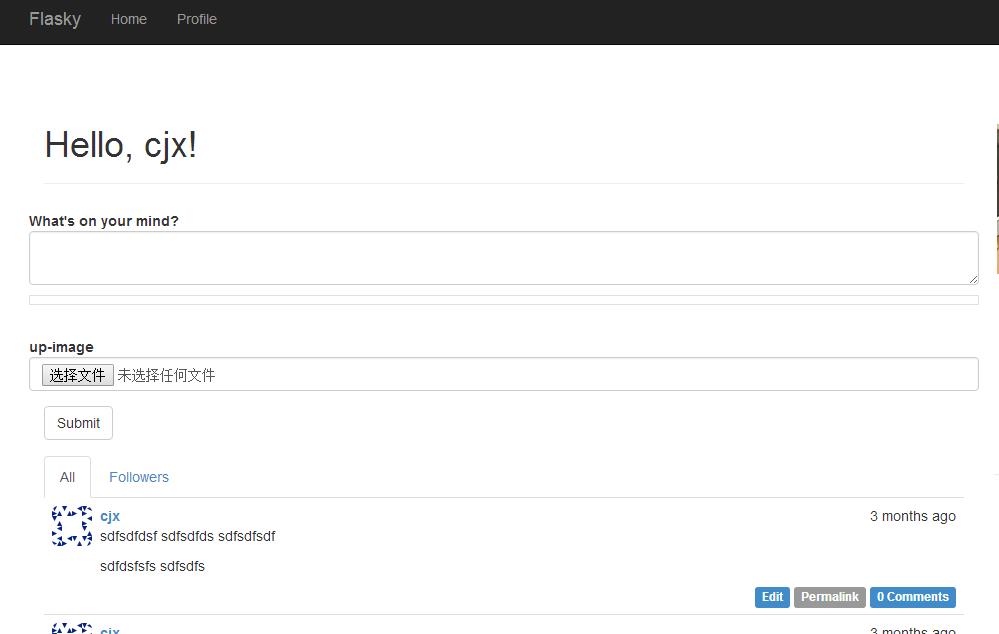 Flasky Home Profile
Hello, cjx!
What's on your mind?
up-image
选择文件 未选择任何文件
Submit
All Followers
cjx 3 months ago
sdfsdfdsf sdfsdfds sdfsdfsdf
sdfdsfsfs sdfsdfs
Edit Permalink 0 Comments
cjx 3 months ago